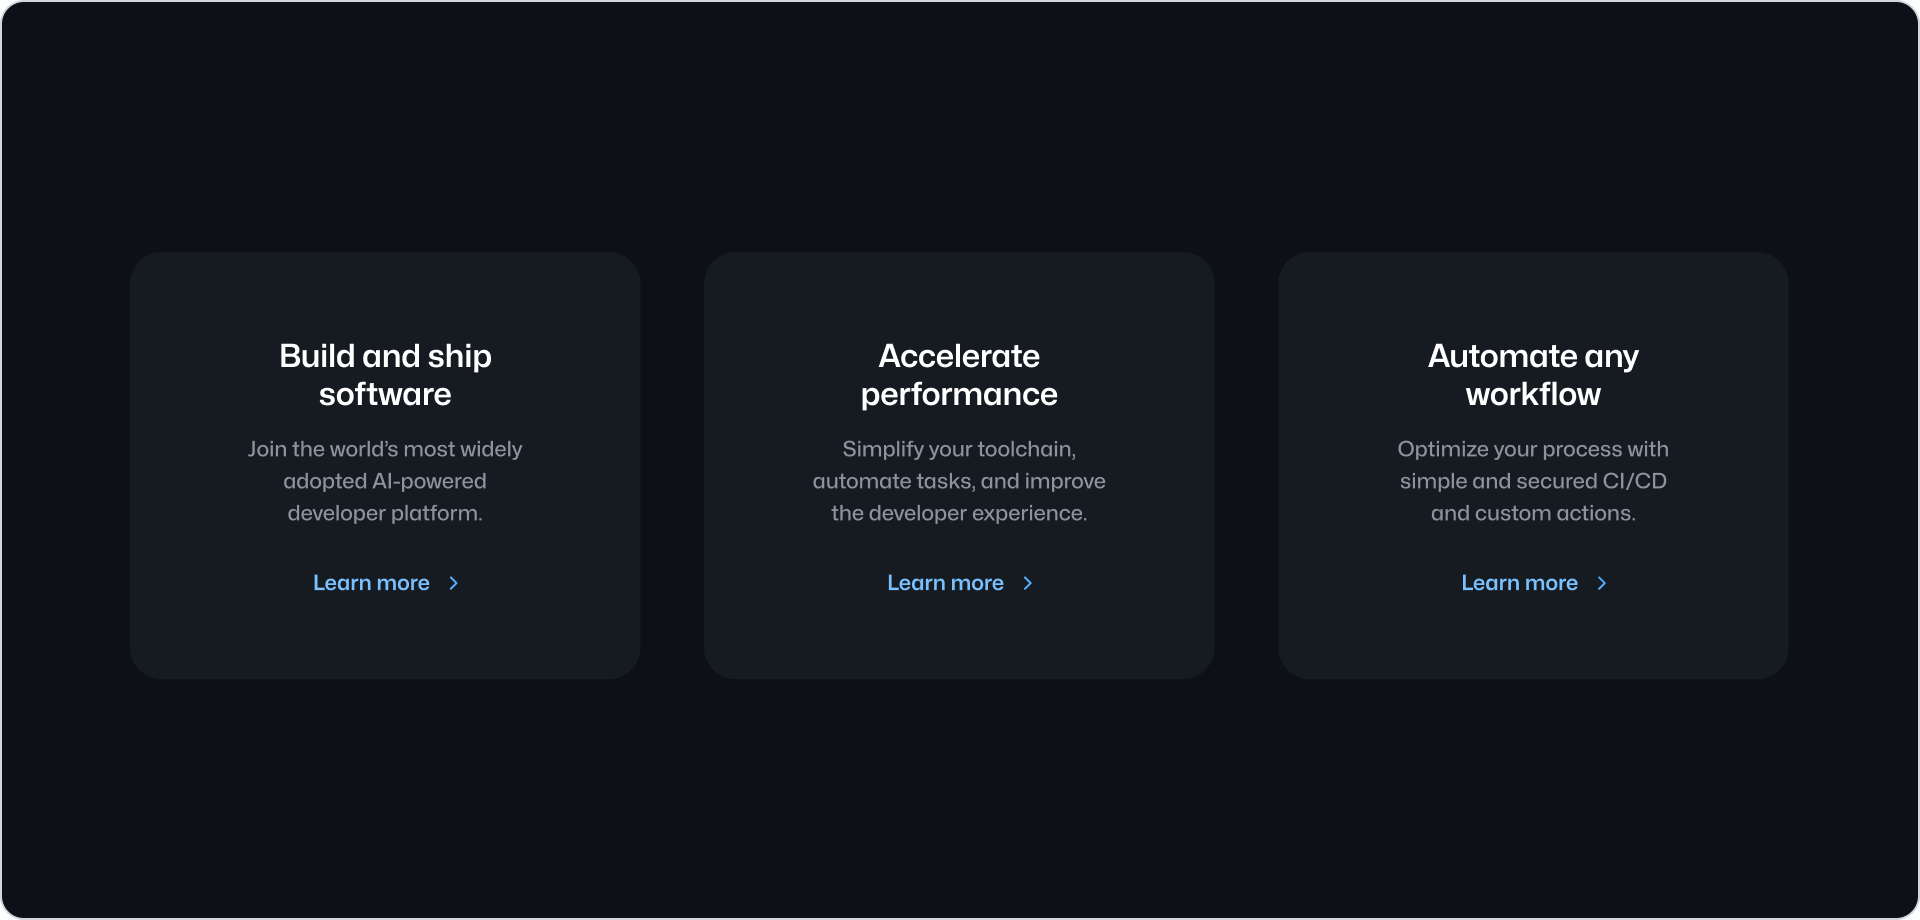 Build and ship
software
Join the world’s most widely
adopted AI-powered
developer platform.
Learn more
Accelerate
performance
Simplify your toolchain,
automate tasks, and improve
the developer experience.
Learn more
Automate any
workflow
Optimize your process with
simple and secured CI/CD
and custom actions.
Learn more